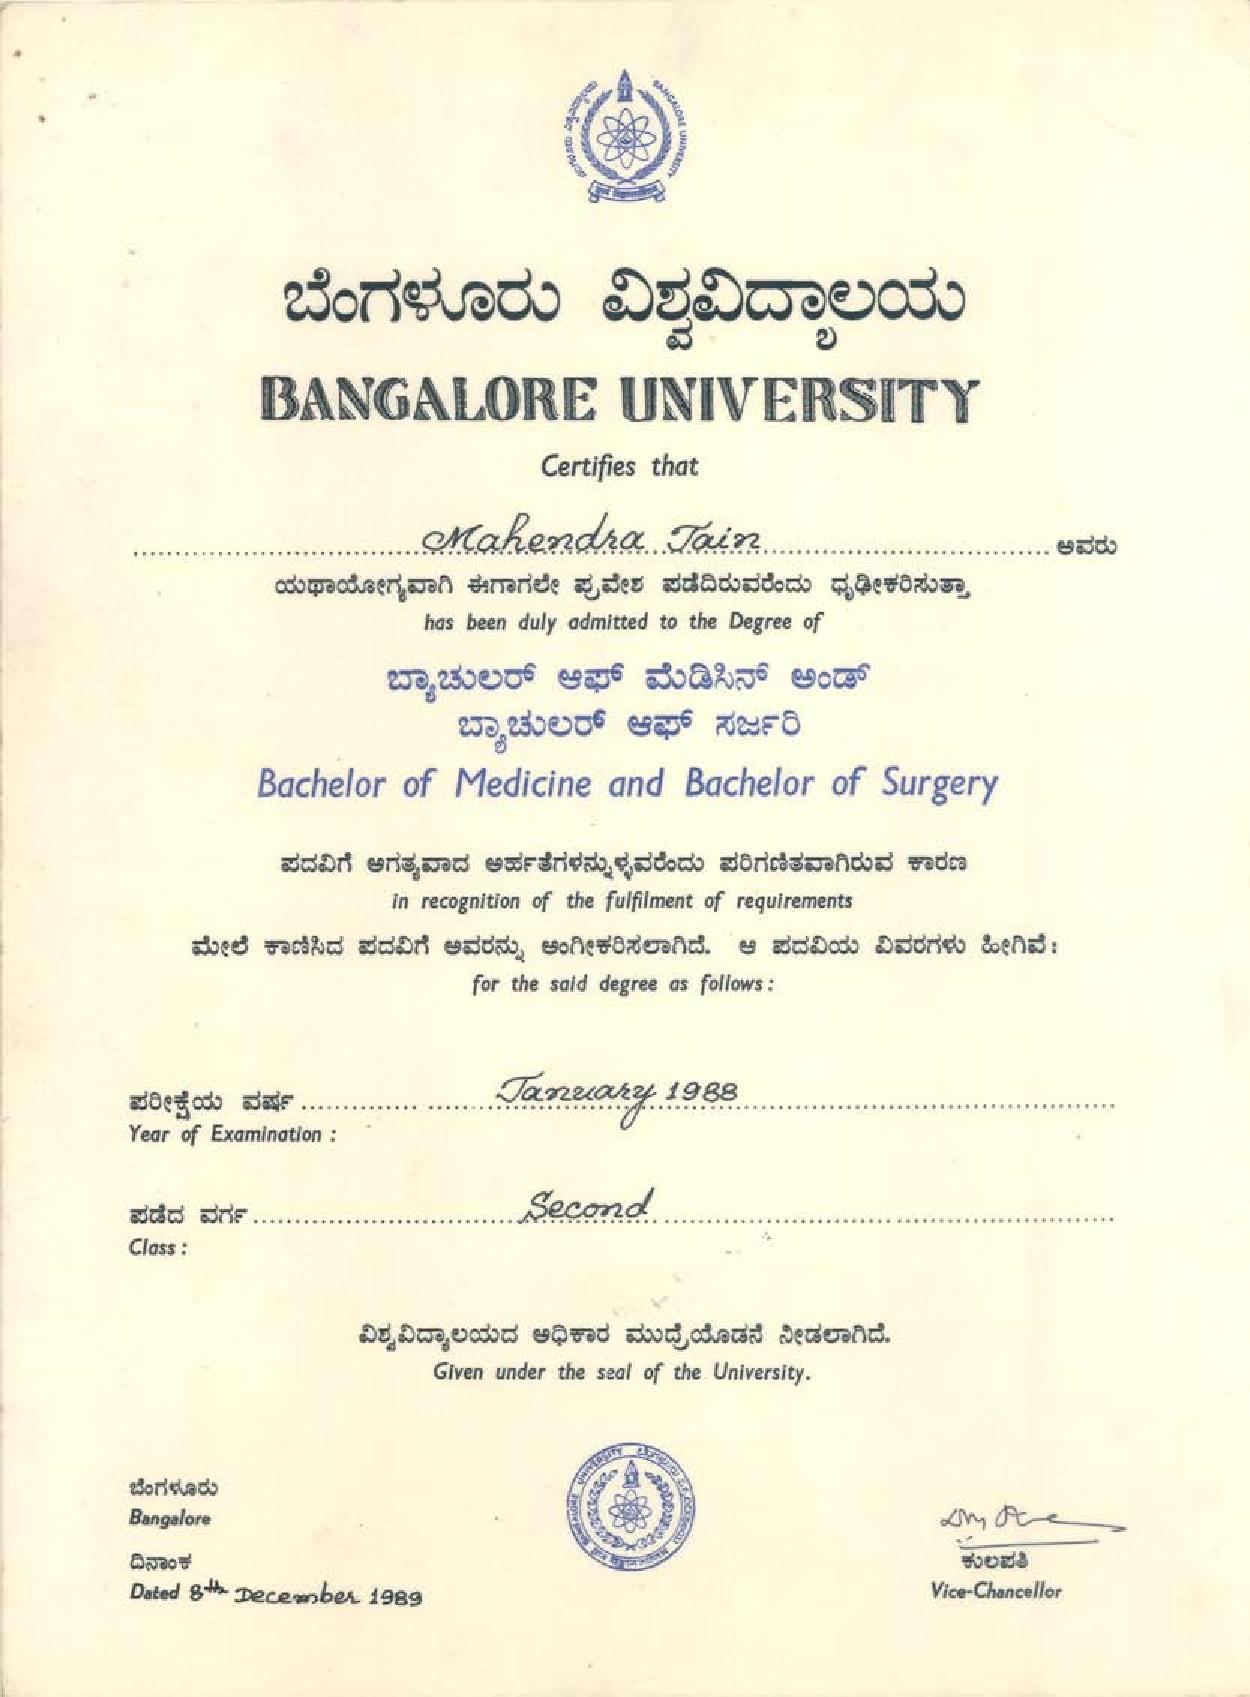 BANGALORE UNIVERSITY
ಬೆಂಗಳೂರು ವಿಶ್ವವಿದ್ಯಾಲಯ
BANGALORE UNIVERSITY
Certifies that
Mahendra Jain ಅವರು
ಯಥಾಯೋಗ್ಯವಾಗಿ ಈಗಾಗಲೇ ಪ್ರವೇಶ ಪಡೆದಿರುವರೆಂದು ಧೃಢೀಕರಿಸುತ್ತಾ
has been duly admitted to the Degree of
ಬ್ಯಾಚುಲರ್ ಆಫ್ ಮೆಡಿಸಿನ್ ಅಂಡ್
ಬ್ಯಾಚುಲರ್ ಆಫ್ ಸರ್ಜರಿ
Bachelor of Medicine and Bachelor of Surgery
ಪದವಿಗೆ ಅಗತ್ಯವಾದ ಅರ್ಹತೆಗಳನ್ನುಳ್ಳವರೆಂದು ಪರಿಗಣಿತವಾಗಿರುವ ಕಾರಣ
in recognition of the fulfilment of requirements
ಮೇಲೆ ಕಾಣಿಸಿದ ಪದವಿಗೆ ಅವರನ್ನು ಅಂಗೀಕರಿಸಲಾಗಿದೆ. ಆ ಪದವಿಯ ವಿವರಗಳು ಹೀಗಿವೆ:
for the said degree as follows:
ಪರೀಕ್ಷೆಯ ವರ್ಷ January 1988
Year of Examination:
ಪಡೆದ ವರ್ಗ Second
Class:
ವಿಶ್ವವಿದ್ಯಾಲಯದ ಅಧಿಕಾರ ಮುದ್ರೆಯೊಡನೆ ನೀಡಲಾಗಿದೆ.
Given under the seal of the University.
BANGALORE UNIVERSITY
ಬೆಂಗಳೂರು
Bangalore
ದಿನಾಂಕ
Dated 8th December 1989
ಕುಲಪತಿ
Vice-Chancellor